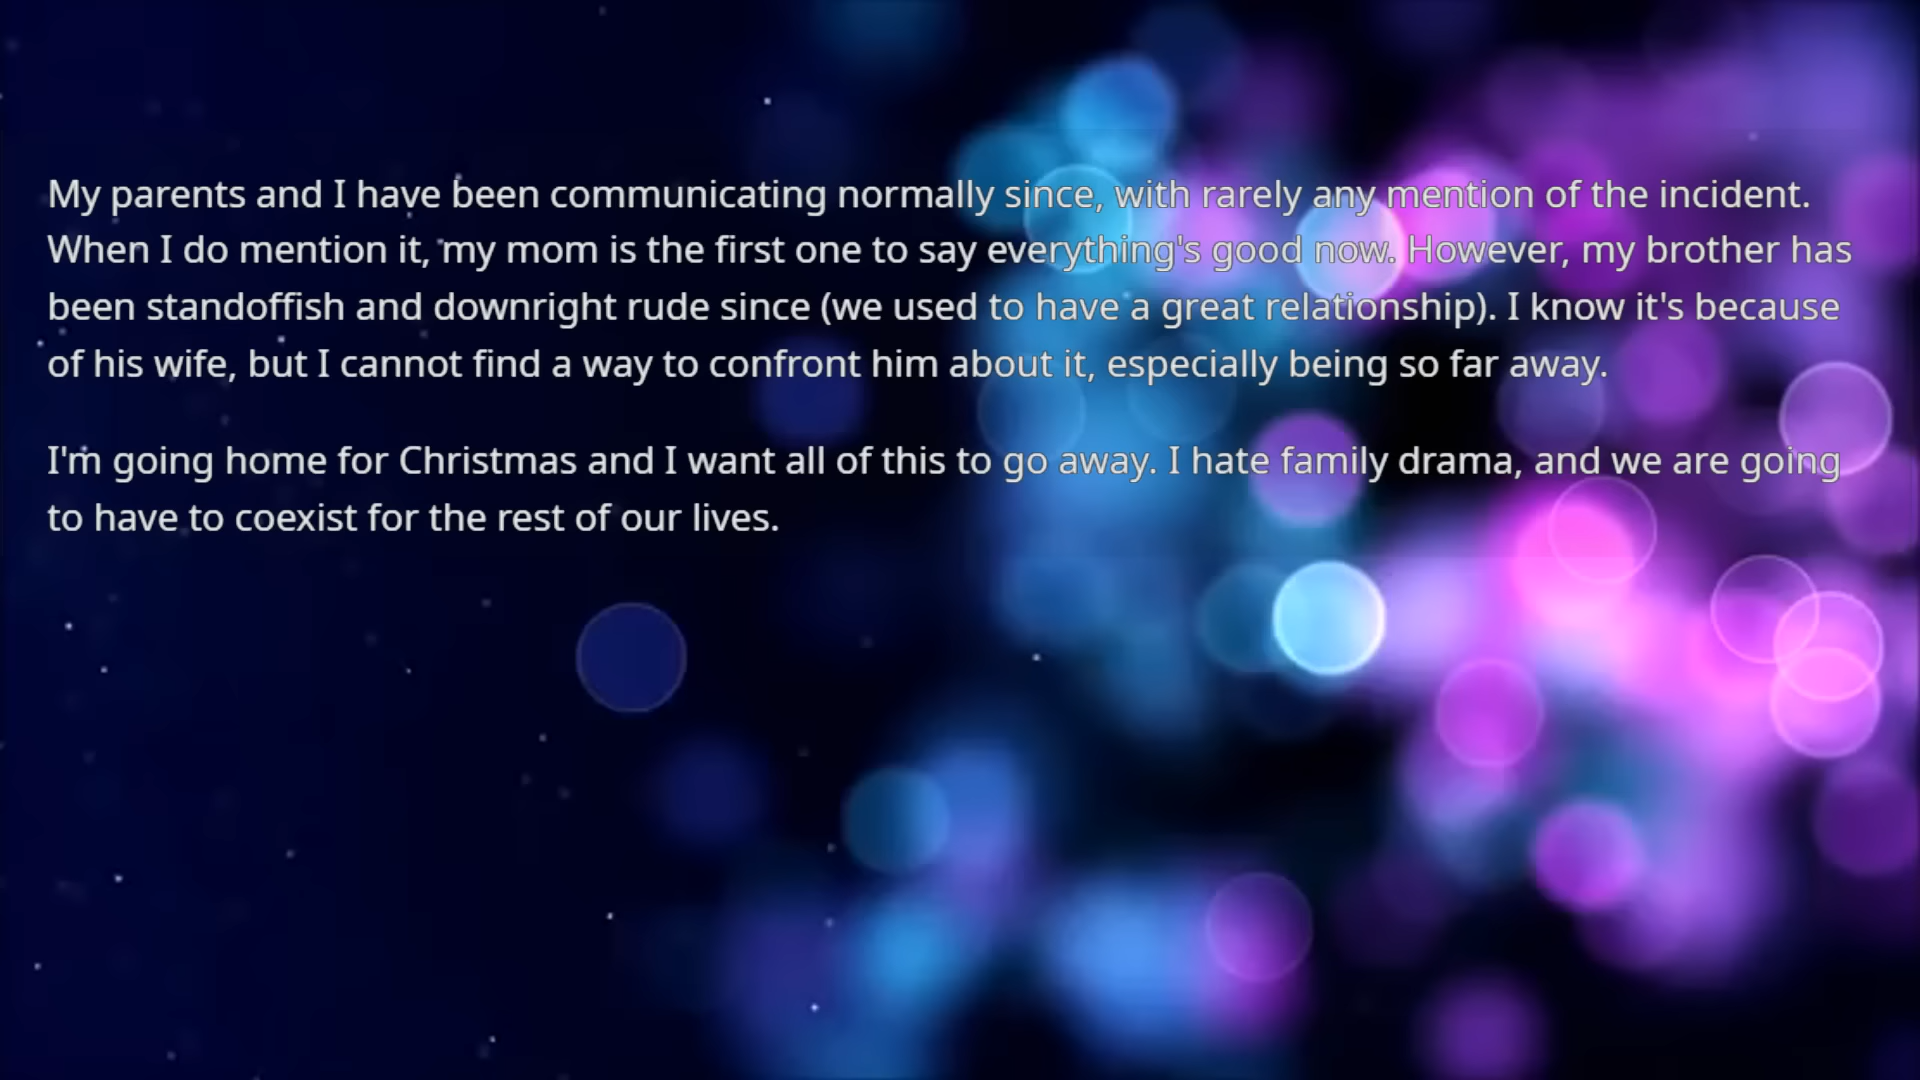 My parents and I have been communicating normally since, with rarely any mention of the incident.
When I do mention it, my mom is the first one to say everything's good now. However, my brother has
been standoffish and downright rude since (we used to have a great relationship). I know it's because
of his wife, but I cannot find a way to confront him about it, especially being so far away.
I'm going home for Christmas and I want all of this to go away. I hate family drama, and we are going
to have to coexist for the rest of our lives.